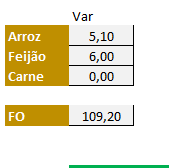 Var
Arroz 5,10
Feijão 6,00
Carne 0,00
FO 109,20